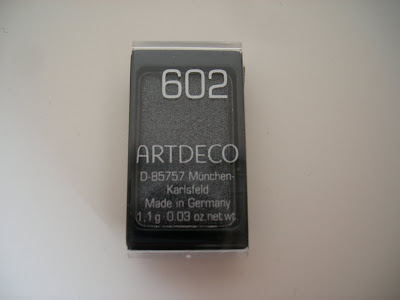 602
ARTDECO
D-85757 München-
Karlsfeld
Made in Germany
1,1 g · 0.03 oz.net wt.